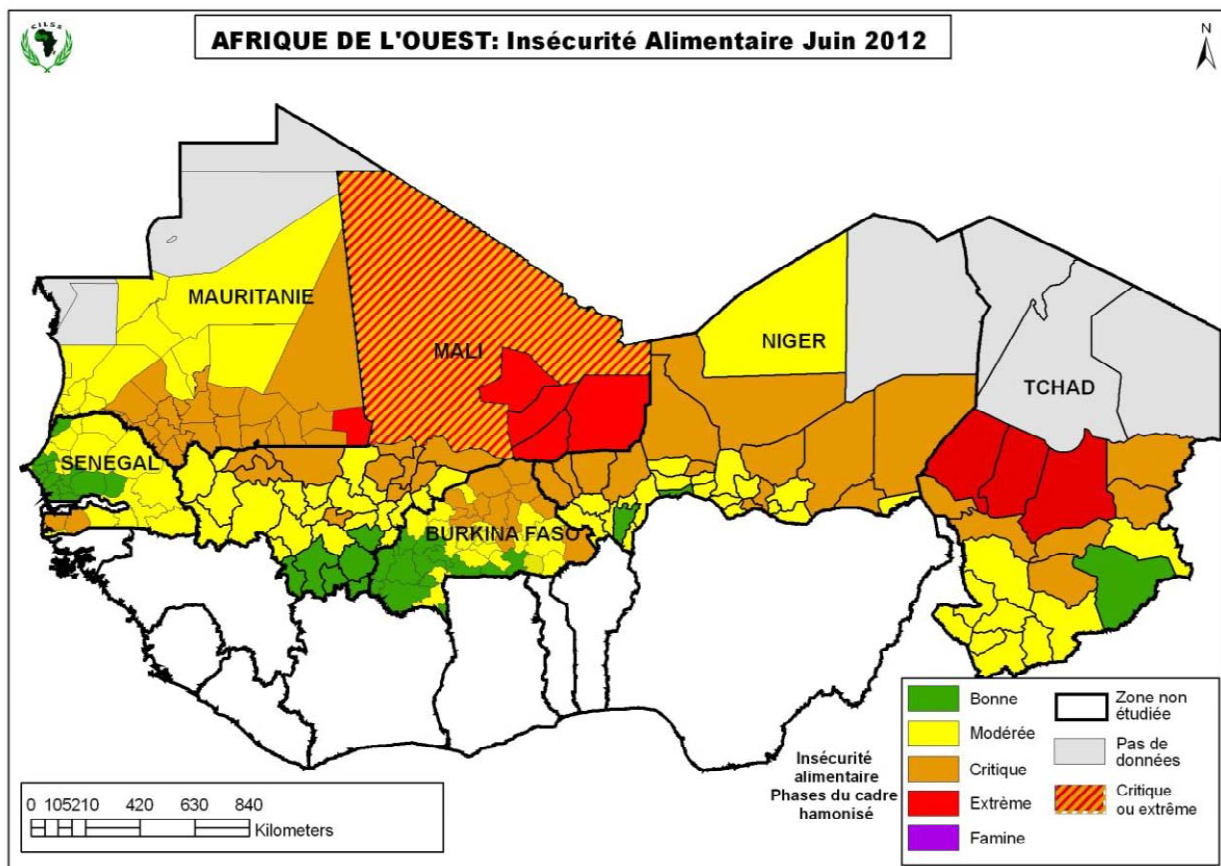 CILSS
AFRIQUE DE L'OUEST: Insécurité Alimentaire Juin 2012
N
MAURITANIE
MALI
NIGER
TCHAD
SENEGAL
BURKINA FASO
Insécurité
alimentaire
Phases du cadre
hamonisé
Bonne
Modérée
Critique
Extrême
Famine
Zone non
étudiée
Pas de
données
Critique
ou extrême
0 105210 420 630 840
Kilometers